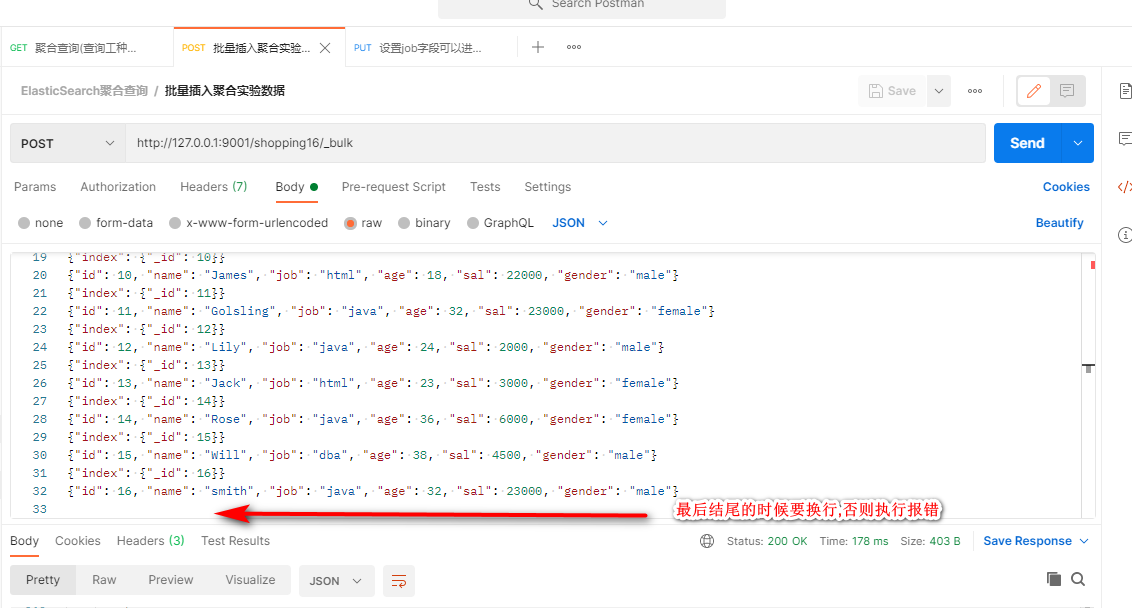 Search Postman
GET 聚合查询(查询工种...
POST 批量插入聚合实验...
PUT 设置job字段可以进...
ElasticSearch聚合查询 / 批量插入聚合实验数据
Save
POST
http://127.0.0.1:9001/shopping16/_bulk
Send
Params Authorization Headers (7) Body Pre-request Script Tests Settings Cookies
none form-data x-www-form-urlencoded raw binary GraphQL JSON Beautify
19 {"index": {"_id": 10}}
20 {"id": 10, "name": "James", "job": "html", "age": 18, "sal": 22000, "gender": "male"}
21 {"index": {"_id": 11}}
22 {"id": 11, "name": "Golsling", "job": "java", "age": 32, "sal": 23000, "gender": "female"}
23 {"index": {"_id": 12}}
24 {"id": 12, "name": "Lily", "job": "java", "age": 24, "sal": 2000, "gender": "male"}
25 {"index": {"_id": 13}}
26 {"id": 13, "name": "Jack", "job": "html", "age": 23, "sal": 3000, "gender": "female"}
27 {"index": {"_id": 14}}
28 {"id": 14, "name": "Rose", "job": "java", "age": 36, "sal": 6000, "gender": "female"}
29 {"index": {"_id": 15}}
30 {"id": 15, "name": "Will", "job": "dba", "age": 38, "sal": 4500, "gender": "male"}
31 {"index": {"_id": 16}}
32 {"id": 16, "name": "smith", "job": "java", "age": 32, "sal": 23000, "gender": "male"}
33
最后结尾的时候要换行,否则执行报错
Body Cookies Headers (3) Test Results Status: 200 OK Time: 178 ms Size: 403 B Save Response
Pretty Raw Preview Visualize JSON